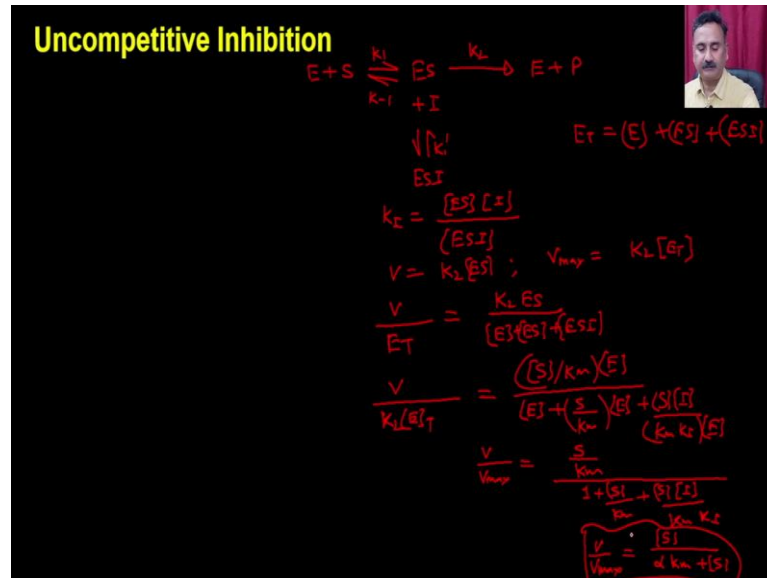 Uncompetitive Inhibition
E + S ⇌ ES → E + P
K1 K2
K-1 + I
Ki'
ESI
ET = [E] + [ES] + [ESI]
KI = [ES] [I] / [ESI]
V = K2 [ES] ; Vmax = K2 [ET]
V / ET = K2 ES / [E]+[ES]+[ESI]
V / K2[E]T = ([S]/Km)[E] / [E] + (S/Km)[E] + [S][I] / (Km KI)[E]
V / Vmax = S/Km / 1 + [S]/Km + [S][I] / Km KI
V / Vmax = [S] / α Km + [S]